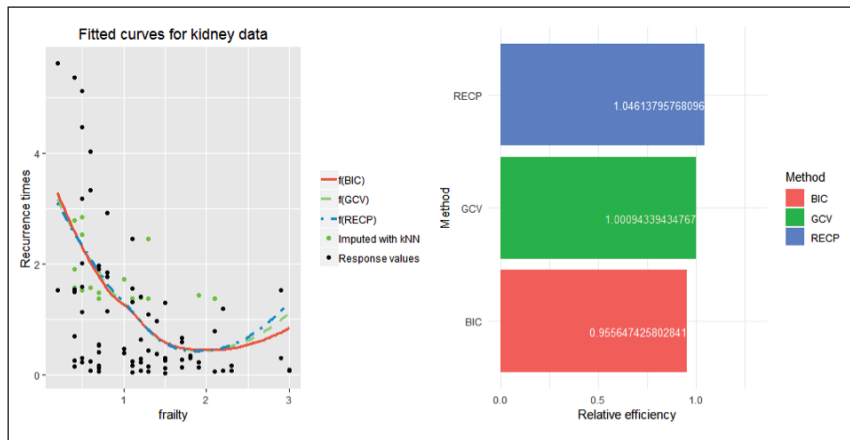 Fitted curves for kidney data
Recurrence times
4
2
0
1
2
3
frailty
f(BIC)
f(GCV)
f(RECP)
Imputed with kNN
Response values
Method
RECP
GCV
BIC
1.04613795768096
1.00094339434767
0.955647425802841
0.0
0.5
1.0
Relative efficiency
Method
BIC
GCV
RECP